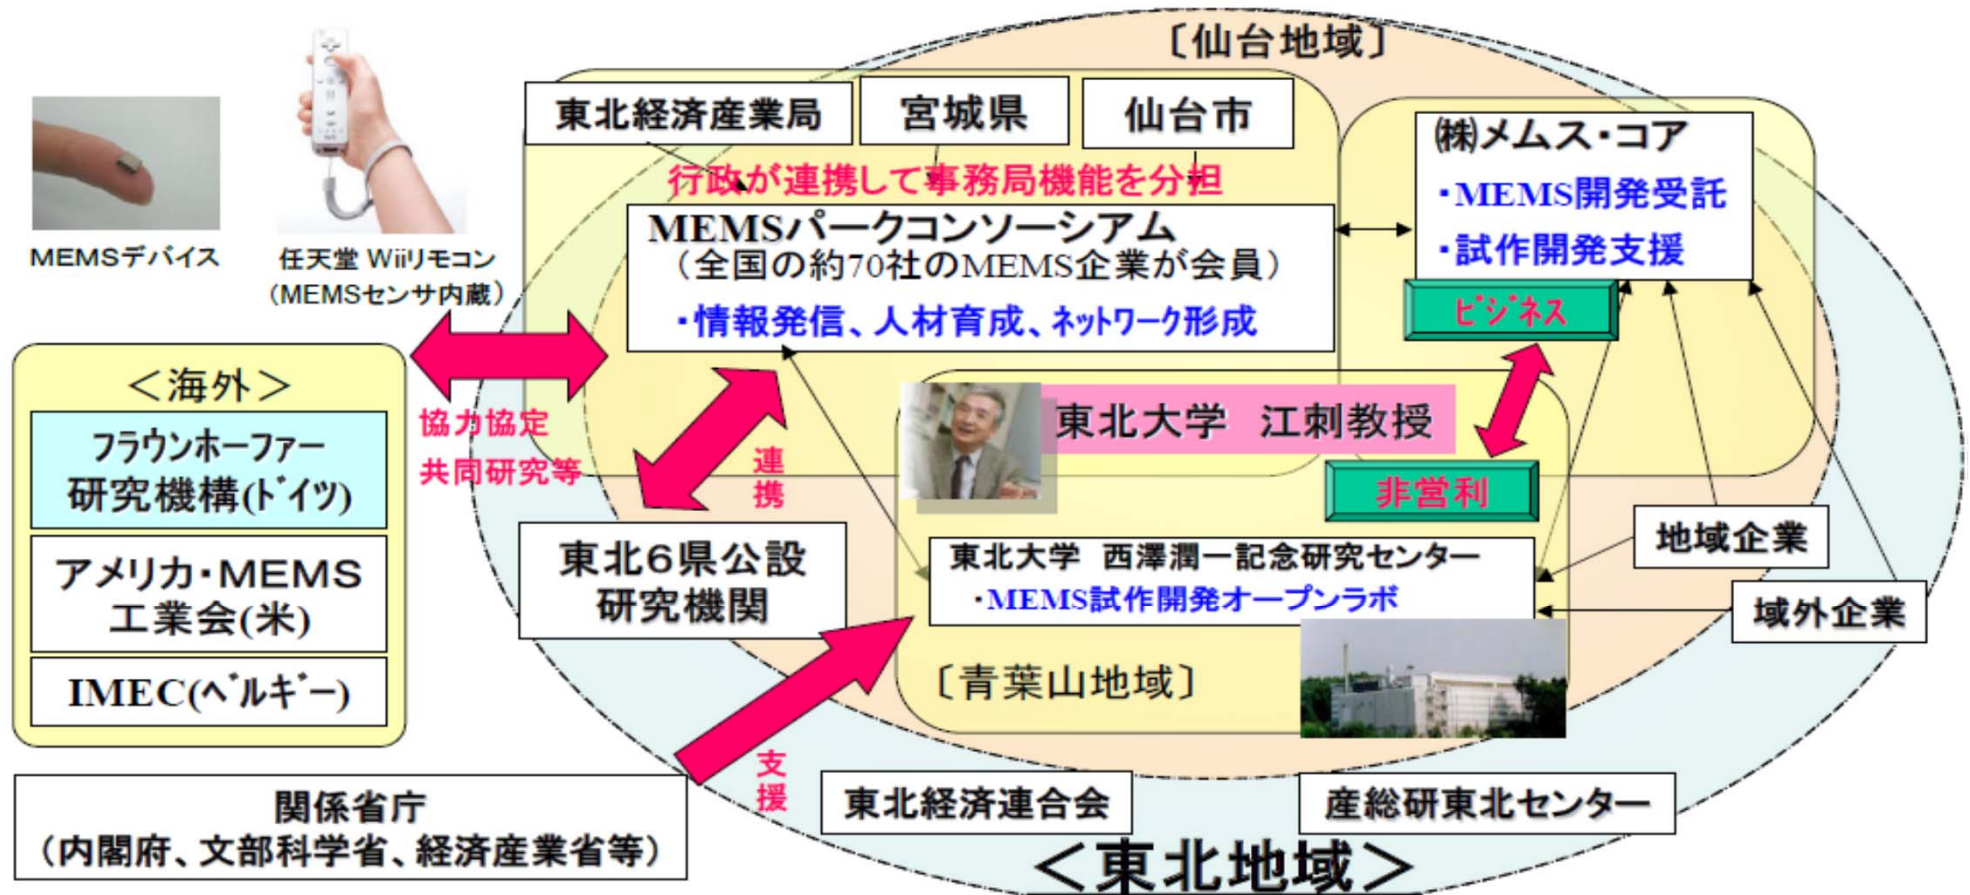 〔仙台地域〕
東北経済産業局
宮城県
仙台市
行政が連携して事務局機能を分担
MEMSパークコンソーシアム
（全国の約70社のMEMS企業が会員）
・情報発信、人材育成、ネットワーク形成
㈱メムス・コア
・MEMS開発受託
・試作開発支援
ビジネス
MEMSデバイス
任天堂 Wiiリモコン
（MEMSセンサ内蔵）
＜海外＞
フラウンホーファー
研究機構(ドイツ)
アメリカ・MEMS
工業会(米)
IMEC(ベルギー)
協力協定
共同研究等
連携
東北大学 江刺教授
非営利
東北6県公設
研究機関
東北大学 西澤潤一記念研究センター
・MEMS試作開発オープンラボ
地域企業
域外企業
〔青葉山地域〕
支援
関係省庁
（内閣府、文部科学省、経済産業省等）
東北経済連合会
産総研東北センター
＜東北地域＞